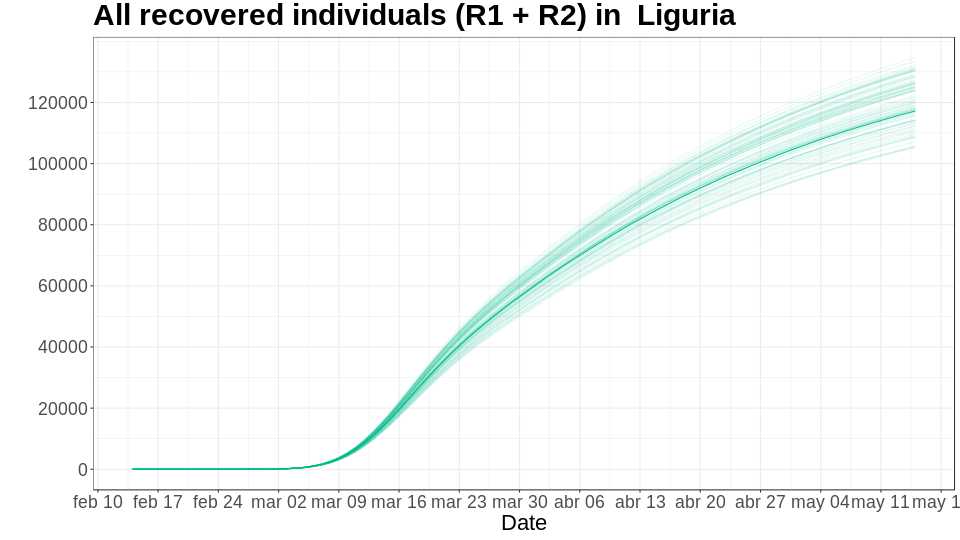 All recovered individuals (R1 + R2) in  Liguria
120000
100000
80000
60000
40000
20000
0
feb 10 feb 17 feb 24 mar 02 mar 09 mar 16 mar 23 mar 30 abr 06 abr 13 abr 20 abr 27 may 04 may 11 may 1
Date